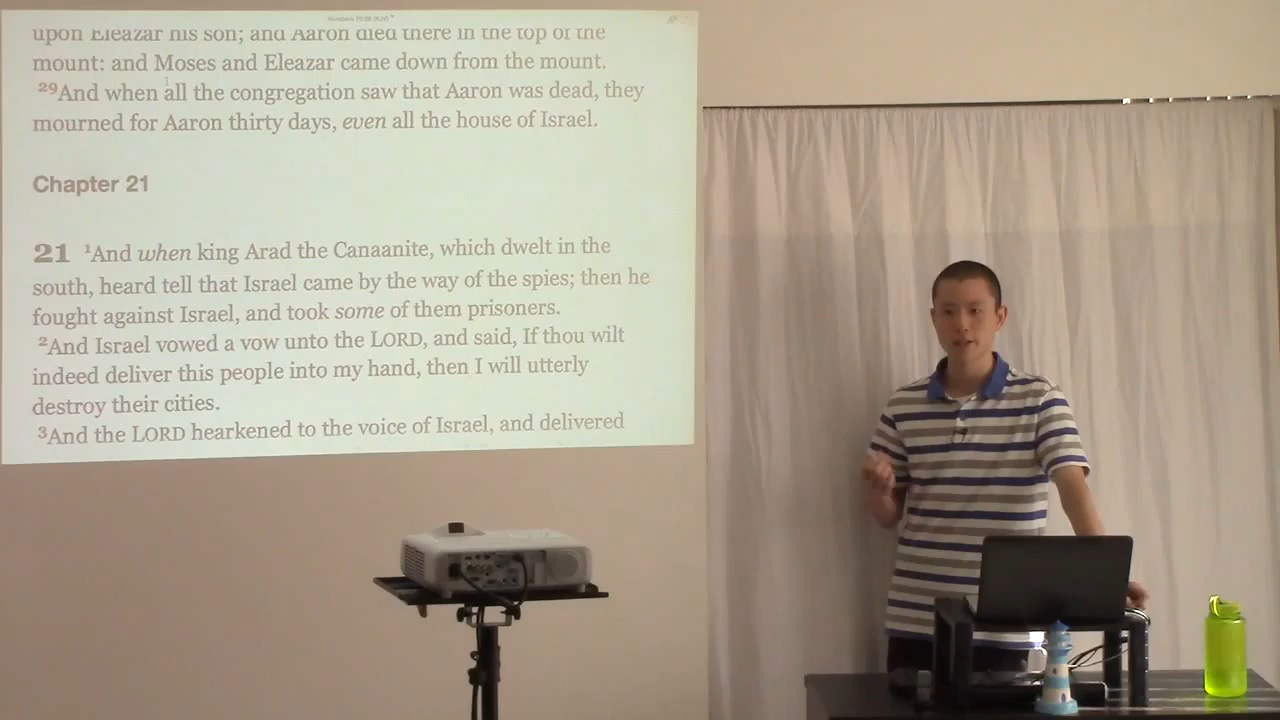 Numbers 20:28 (KJV)
upon Eleazar his son; and Aaron died there in the top of the
mount: and Moses and Eleazar came down from the mount.
29And when all the congregation saw that Aaron was dead, they
mourned for Aaron thirty days, even all the house of Israel.
Chapter 21
21 1And when king Arad the Canaanite, which dwelt in the
south, heard tell that Israel came by the way of the spies; then he
fought against Israel, and took some of them prisoners.
2And Israel vowed a vow unto the LORD, and said, If thou wilt
indeed deliver this people into my hand, then I will utterly
destroy their cities.
3And the LORD hearkened to the voice of Israel, and delivered